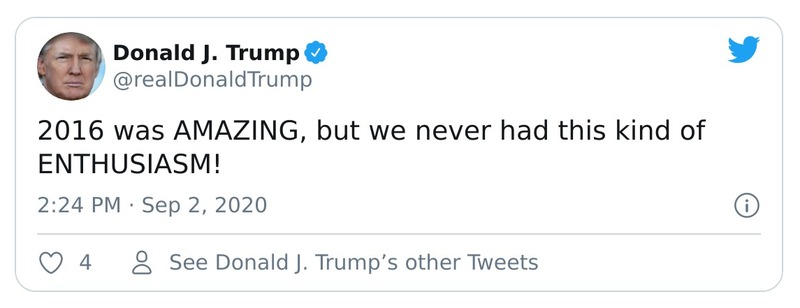 Donald J. Trump
@realDonaldTrump
2016 was AMAZING, but we never had this kind of
ENTHUSIASM!
2:24 PM · Sep 2, 2020
4
See Donald J. Trump’s other Tweets